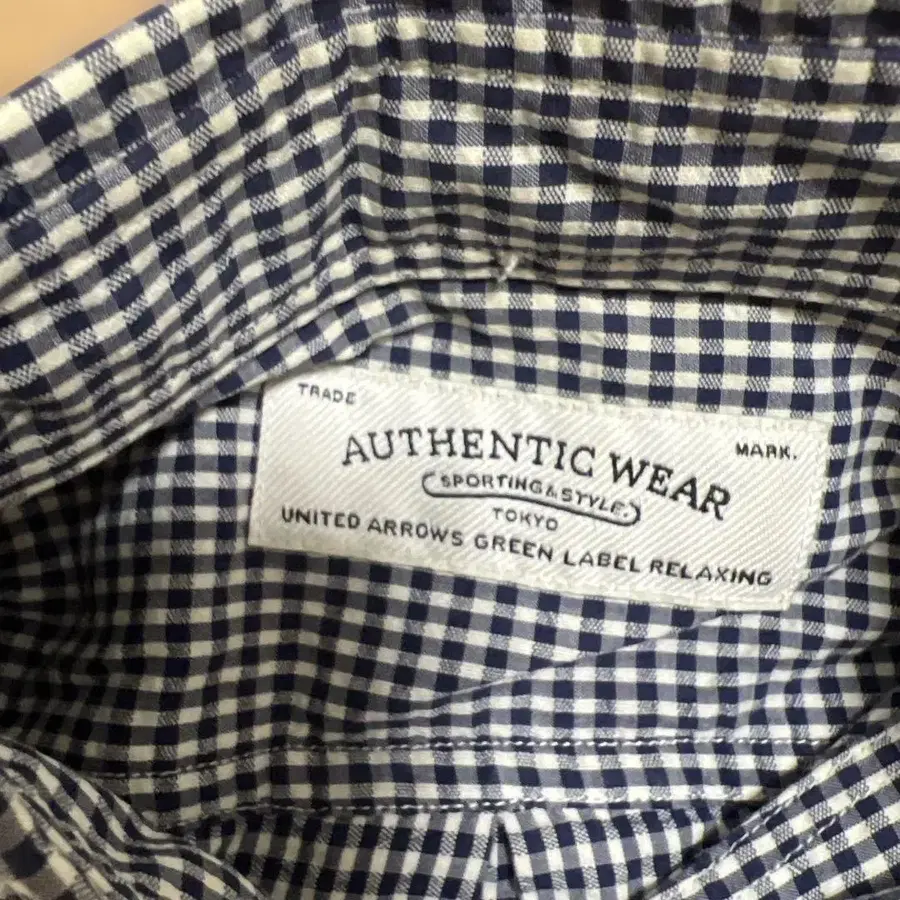 TRADE MARK.
AUTHENTIC WEAR
SPORTING & STYLE
TOKYO
UNITED ARROWS GREEN LABEL RELAXING